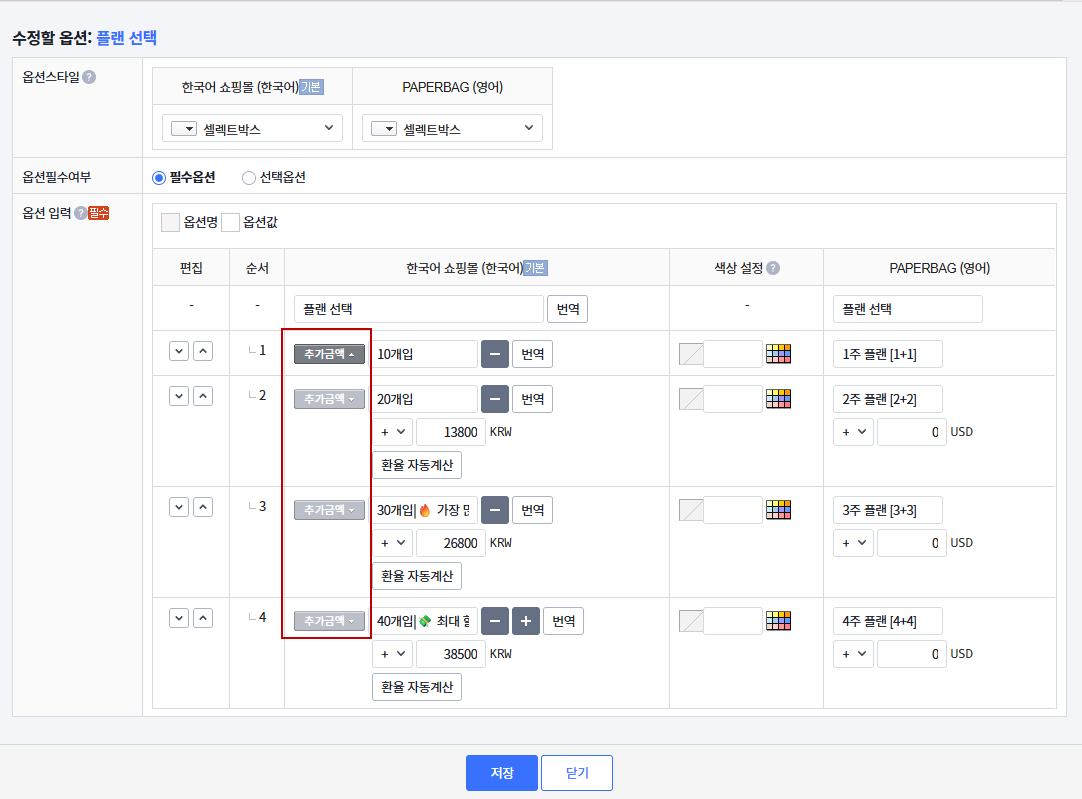 수정할 옵션: 플랜 선택
옵션스타일 ?
한국어 쇼핑몰 (한국어) 기본 PAPERBAG (영어)
셀렉트박스 셀렉트박스
옵션필수여부 필수옵션 선택옵션
옵션 입력 ? 필수 옵션명 옵션값
편집 순서 한국어 쇼핑몰 (한국어) 기본 색상 설정 ? PAPERBAG (영어)
- - 플랜 선택 번역 - 플랜 선택
1 추가금액 10개입 번역 1주 플랜 [1+1]
2 추가금액 20개입 번역 2주 플랜 [2+2]
+ 13800 KRW + 0 USD
환율 자동계산
3 추가금액 30개입|🔥 가장 번역 3주 플랜 [3+3]
+ 26800 KRW + 0 USD
환율 자동계산
4 추가금액 40개입|💸 최대 번역 4주 플랜 [4+4]
+ 38500 KRW + 0 USD
환율 자동계산
저장 닫기